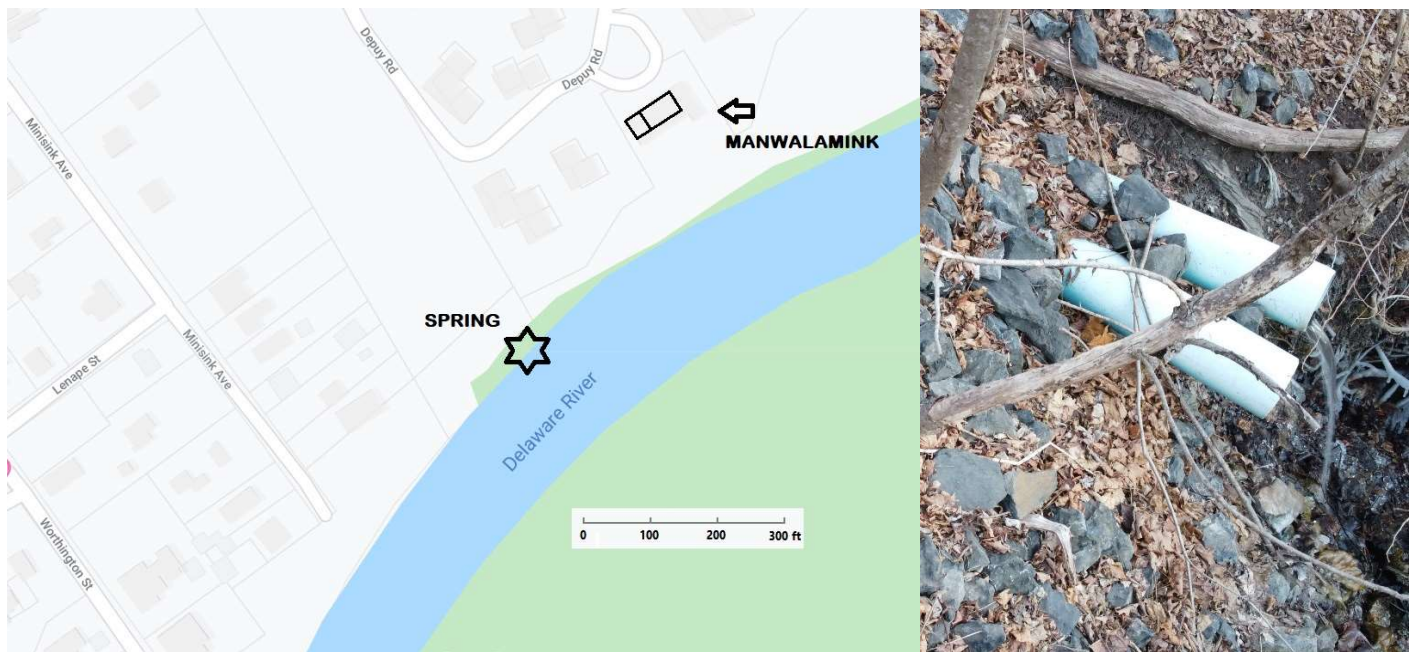 Depuy Rd
Depuy Rd
MANWALAMINK
Minisink Ave
SPRING
Minisink Ave
Lenape St
Delaware River
0 100 200 300 ft
Worthington St